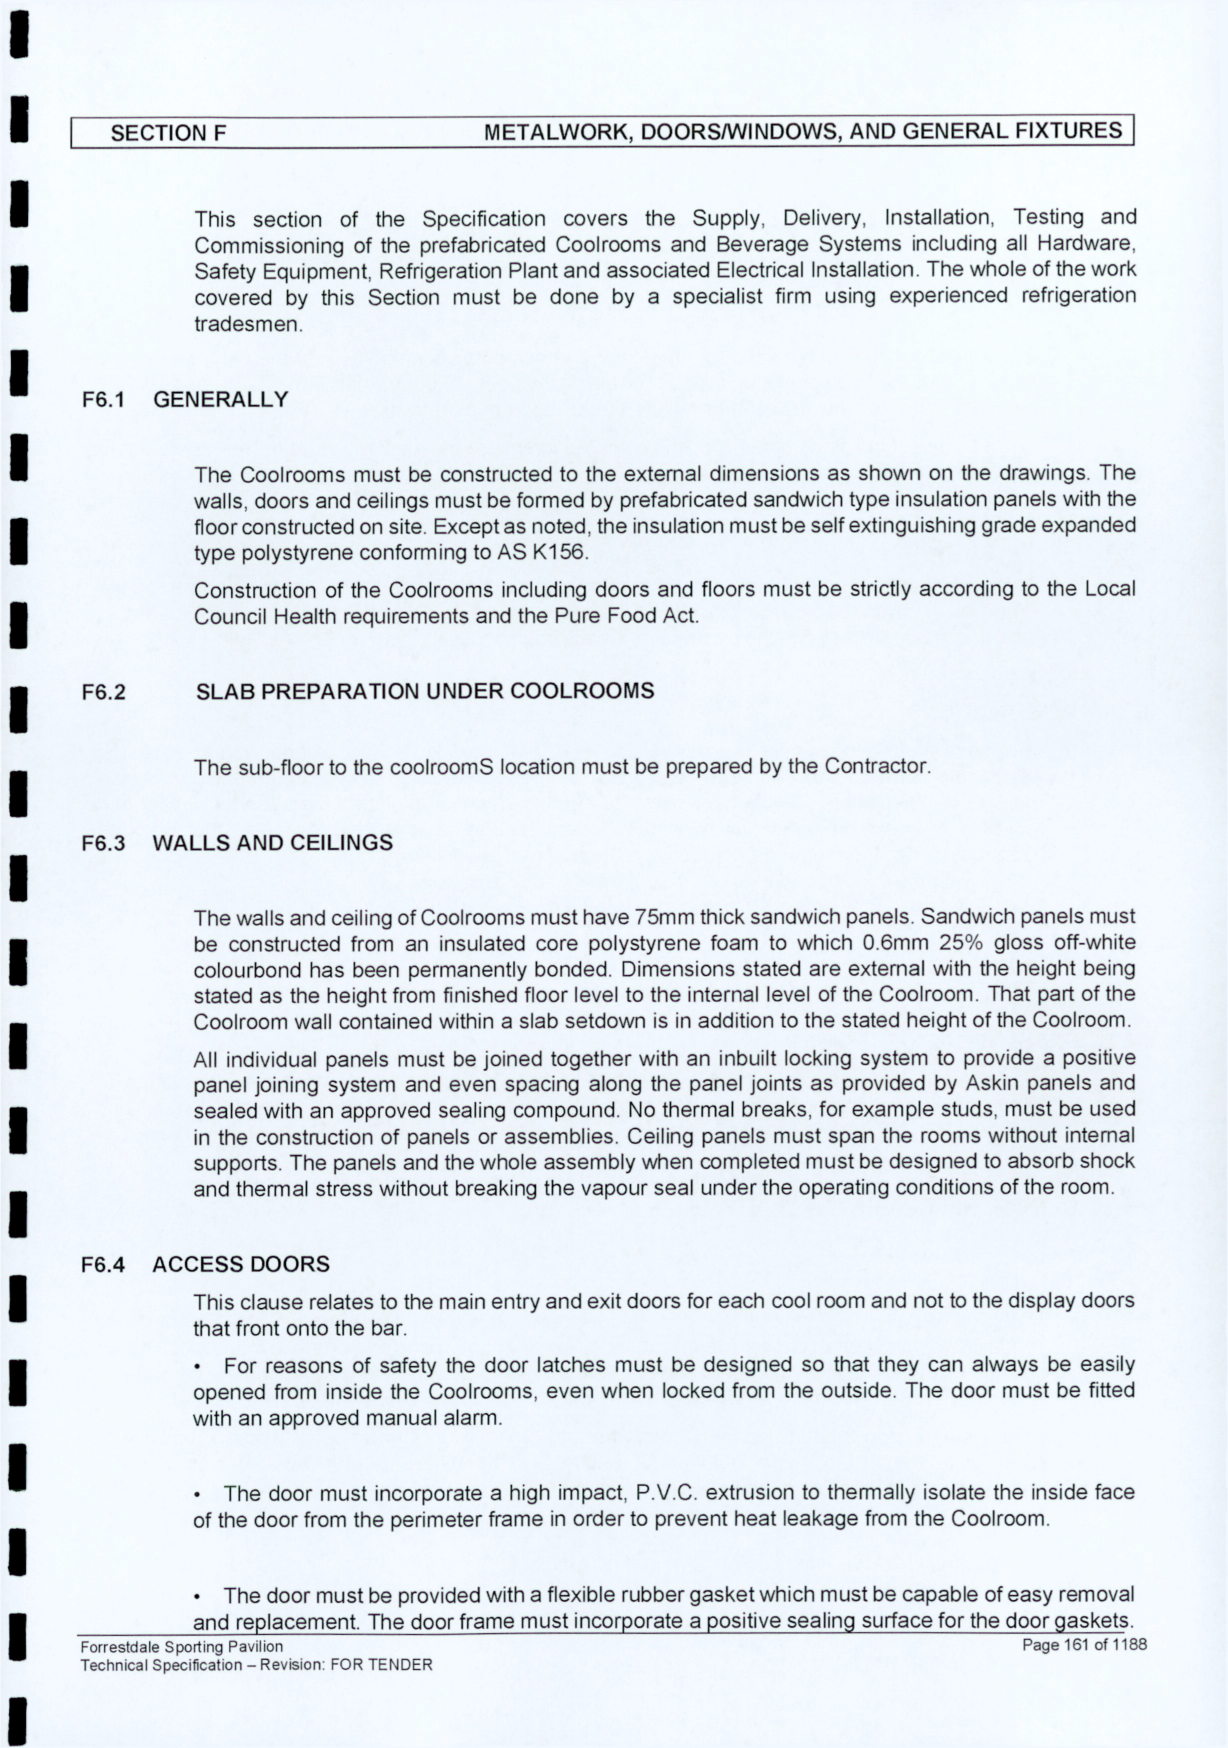 SECTION F METALWORK, DOORS/WINDOWS, AND GENERAL FIXTURES
This section of the Specification covers the Supply, Delivery, Installation, Testing and
Commissioning of the prefabricated Coolrooms and Beverage Systems including all Hardware,
Safety Equipment, Refrigeration Plant and associated Electrical Installation. The whole of the work
covered by this Section must be done by a specialist firm using experienced refrigeration
tradesmen.
F6.1 GENERALLY
The Coolrooms must be constructed to the external dimensions as shown on the drawings. The
walls, doors and ceilings must be formed by prefabricated sandwich type insulation panels with the
floor constructed on site. Except as noted, the insulation must be self extinguishing grade expanded
type polystyrene conforming to AS K156.
Construction of the Coolrooms including doors and floors must be strictly according to the Local
Council Health requirements and the Pure Food Act.
F6.2 SLAB PREPARATION UNDER COOLROOMS
The sub-floor to the coolroomS location must be prepared by the Contractor.
F6.3 WALLS AND CEILINGS
The walls and ceiling of Coolrooms must have 75mm thick sandwich panels. Sandwich panels must
be constructed from an insulated core polystyrene foam to which 0.6mm 25% gloss off-white
colourbond has been permanently bonded. Dimensions stated are external with the height being
stated as the height from finished floor level to the internal level of the Coolroom. That part of the
Coolroom wall contained within a slab setdown is in addition to the stated height of the Coolroom.
All individual panels must be joined together with an inbuilt locking system to provide a positive
panel joining system and even spacing along the panel joints as provided by Askin panels and
sealed with an approved sealing compound. No thermal breaks, for example studs, must be used
in the construction of panels or assemblies. Ceiling panels must span the rooms without internal
supports. The panels and the whole assembly when completed must be designed to absorb shock
and thermal stress without breaking the vapour seal under the operating conditions of the room.
F6.4 ACCESS DOORS
This clause relates to the main entry and exit doors for each cool room and not to the display doors
that front onto the bar.
• For reasons of safety the door latches must be designed so that they can always be easily
opened from inside the Coolrooms, even when locked from the outside. The door must be fitted
with an approved manual alarm.
• The door must incorporate a high impact, P.V.C. extrusion to thermally isolate the inside face
of the door from the perimeter frame in order to prevent heat leakage from the Coolroom.
• The door must be provided with a flexible rubber gasket which must be capable of easy removal
and replacement. The door frame must incorporate a positive sealing surface for the door gaskets.
Forrestdale Sporting Pavilion Page 161 of 1188
Technical Specification – Revision: FOR TENDER